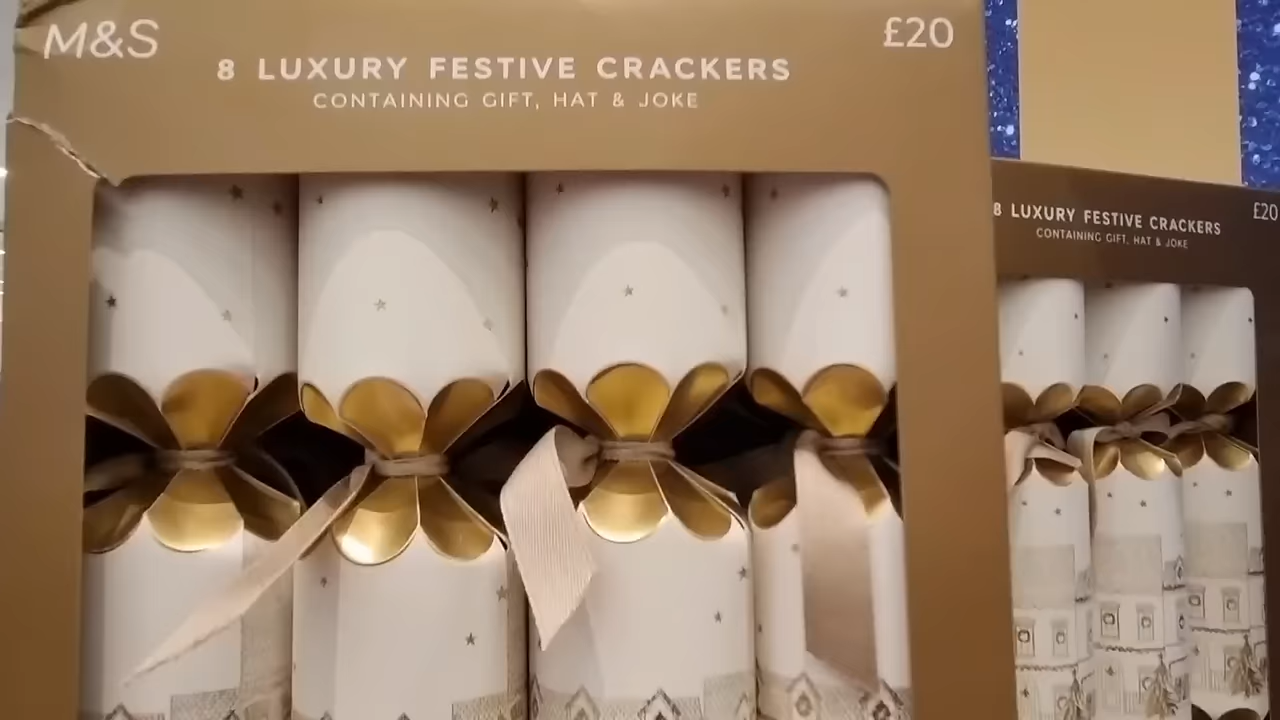 M&S
£20
8 LUXURY FESTIVE CRACKERS
CONTAINING GIFT, HAT & JOKE
£20
8 LUXURY FESTIVE CRACKERS
CONTAINING GIFT, HAT & JOKE